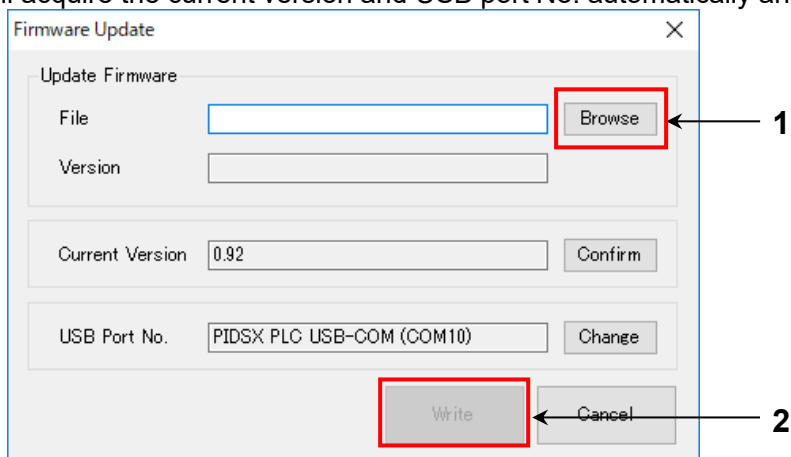 ll acquire the current version and USB port No. automatically an
Firmware Update
Update Firmware
File Browse 1
Version
Current Version 0.92 Confirm
USB Port No. PIDSX PLC USB-COM (COM10) Change
Write Cancel 2